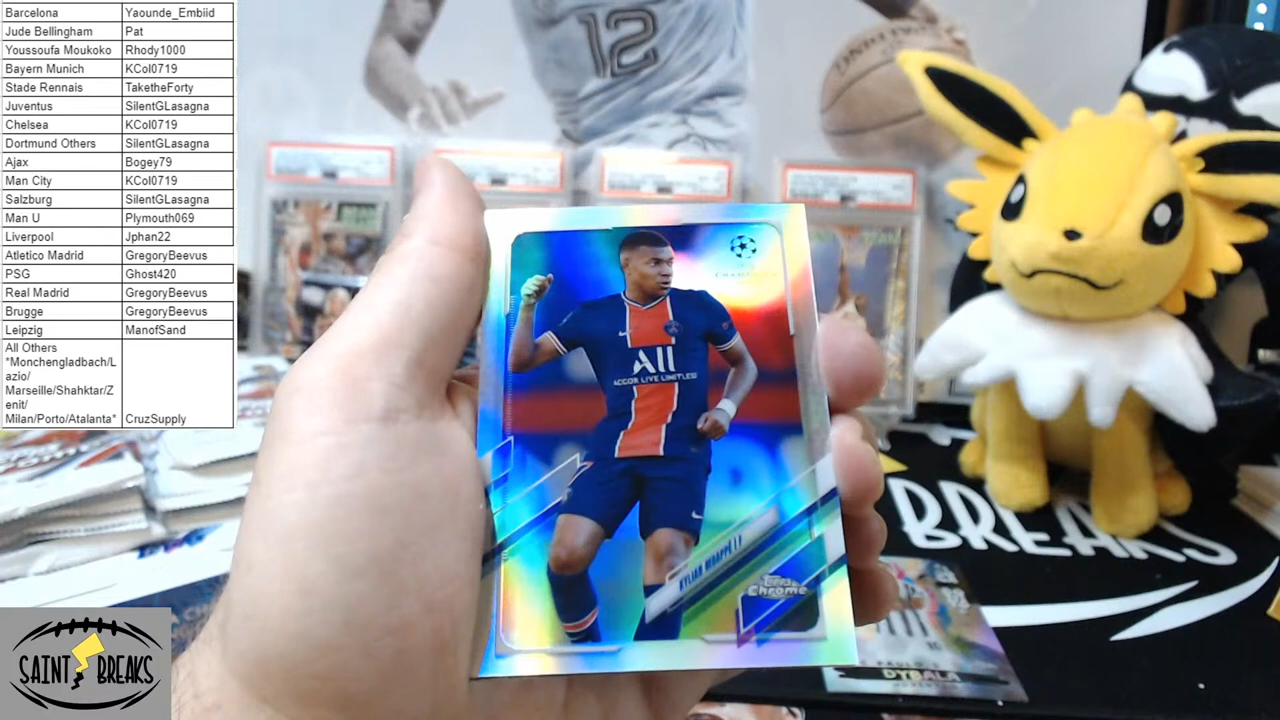 Barcelona Yaounde_Embiid
Jude Bellingham Pat
Youssoufa Moukoko Rhody1000
Bayern Munich KCol0719
Stade Rennais TaketheForty
Juventus SilentGLasagna
Chelsea KCol0719
Dortmund Others SilentGLasagna
Ajax Bogey79
Man City KCol0719
Salzburg SilentGLasagna
Man U Plymouth069
Liverpool Jphan22
Atletico Madrid GregoryBeevus
PSG Ghost420
Real Madrid GregoryBeevus
Brugge GregoryBeevus
Leipzig ManofSand
All Others
*Monchengladbach/L
azio/
Marseille/Shahktar/Z
enit/
Milan/Porto/Atalanta* CruzSupply
12
ALL
ACCOR LIVE LIMITLESS
KYLIAN MBAPPÉ
Topps
Chrome
BREAKS
DYBALA
SAINT BREAKS